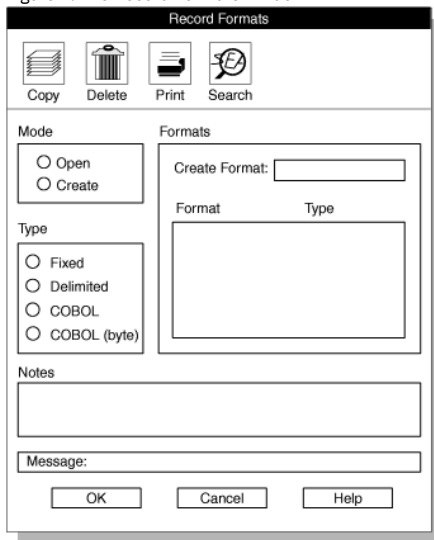 Record Formats
Copy Delete Print Search
Mode
Open
Create
Type
Fixed
Delimited
COBOL
COBOL (byte)
Formats
Create Format:
Format Type
Notes
Message:
OK Cancel Help